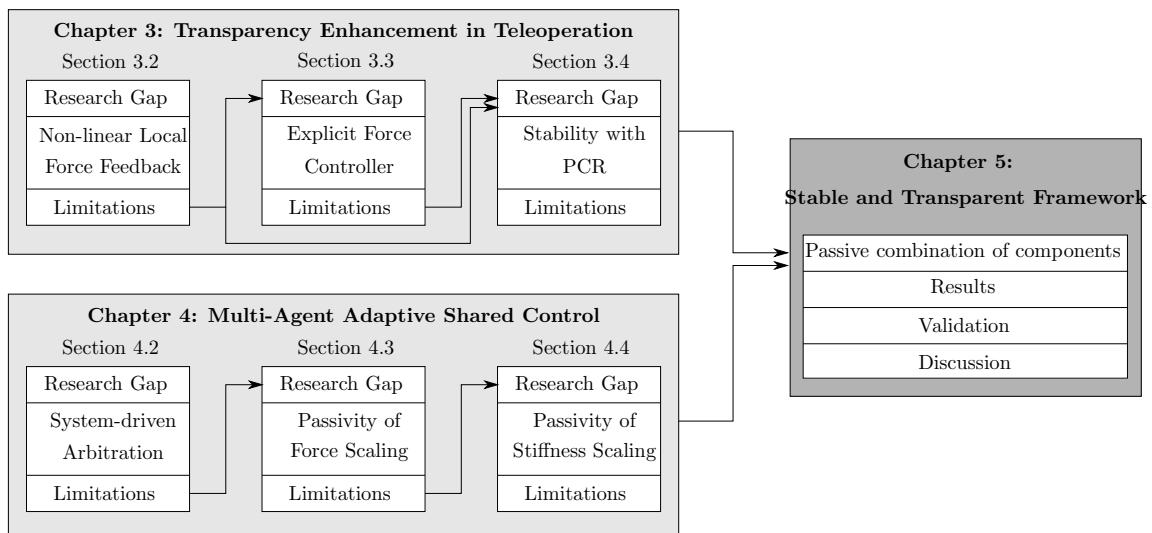 Chapter 3: Transparency Enhancement in Teleoperation
Section 3.2
Research Gap
Non-linear Local
Force Feedback
Limitations
Section 3.3
Research Gap
Explicit Force
Controller
Limitations
Section 3.4
Research Gap
Stability with
PCR
Limitations
Chapter 4: Multi-Agent Adaptive Shared Control
Section 4.2
Research Gap
System-driven
Arbitration
Limitations
Section 4.3
Research Gap
Passivity of
Force Scaling
Limitations
Section 4.4
Research Gap
Passivity of
Stiffness Scaling
Limitations
Chapter 5:
Stable and Transparent Framework
Passive combination of components
Results
Validation
Discussion